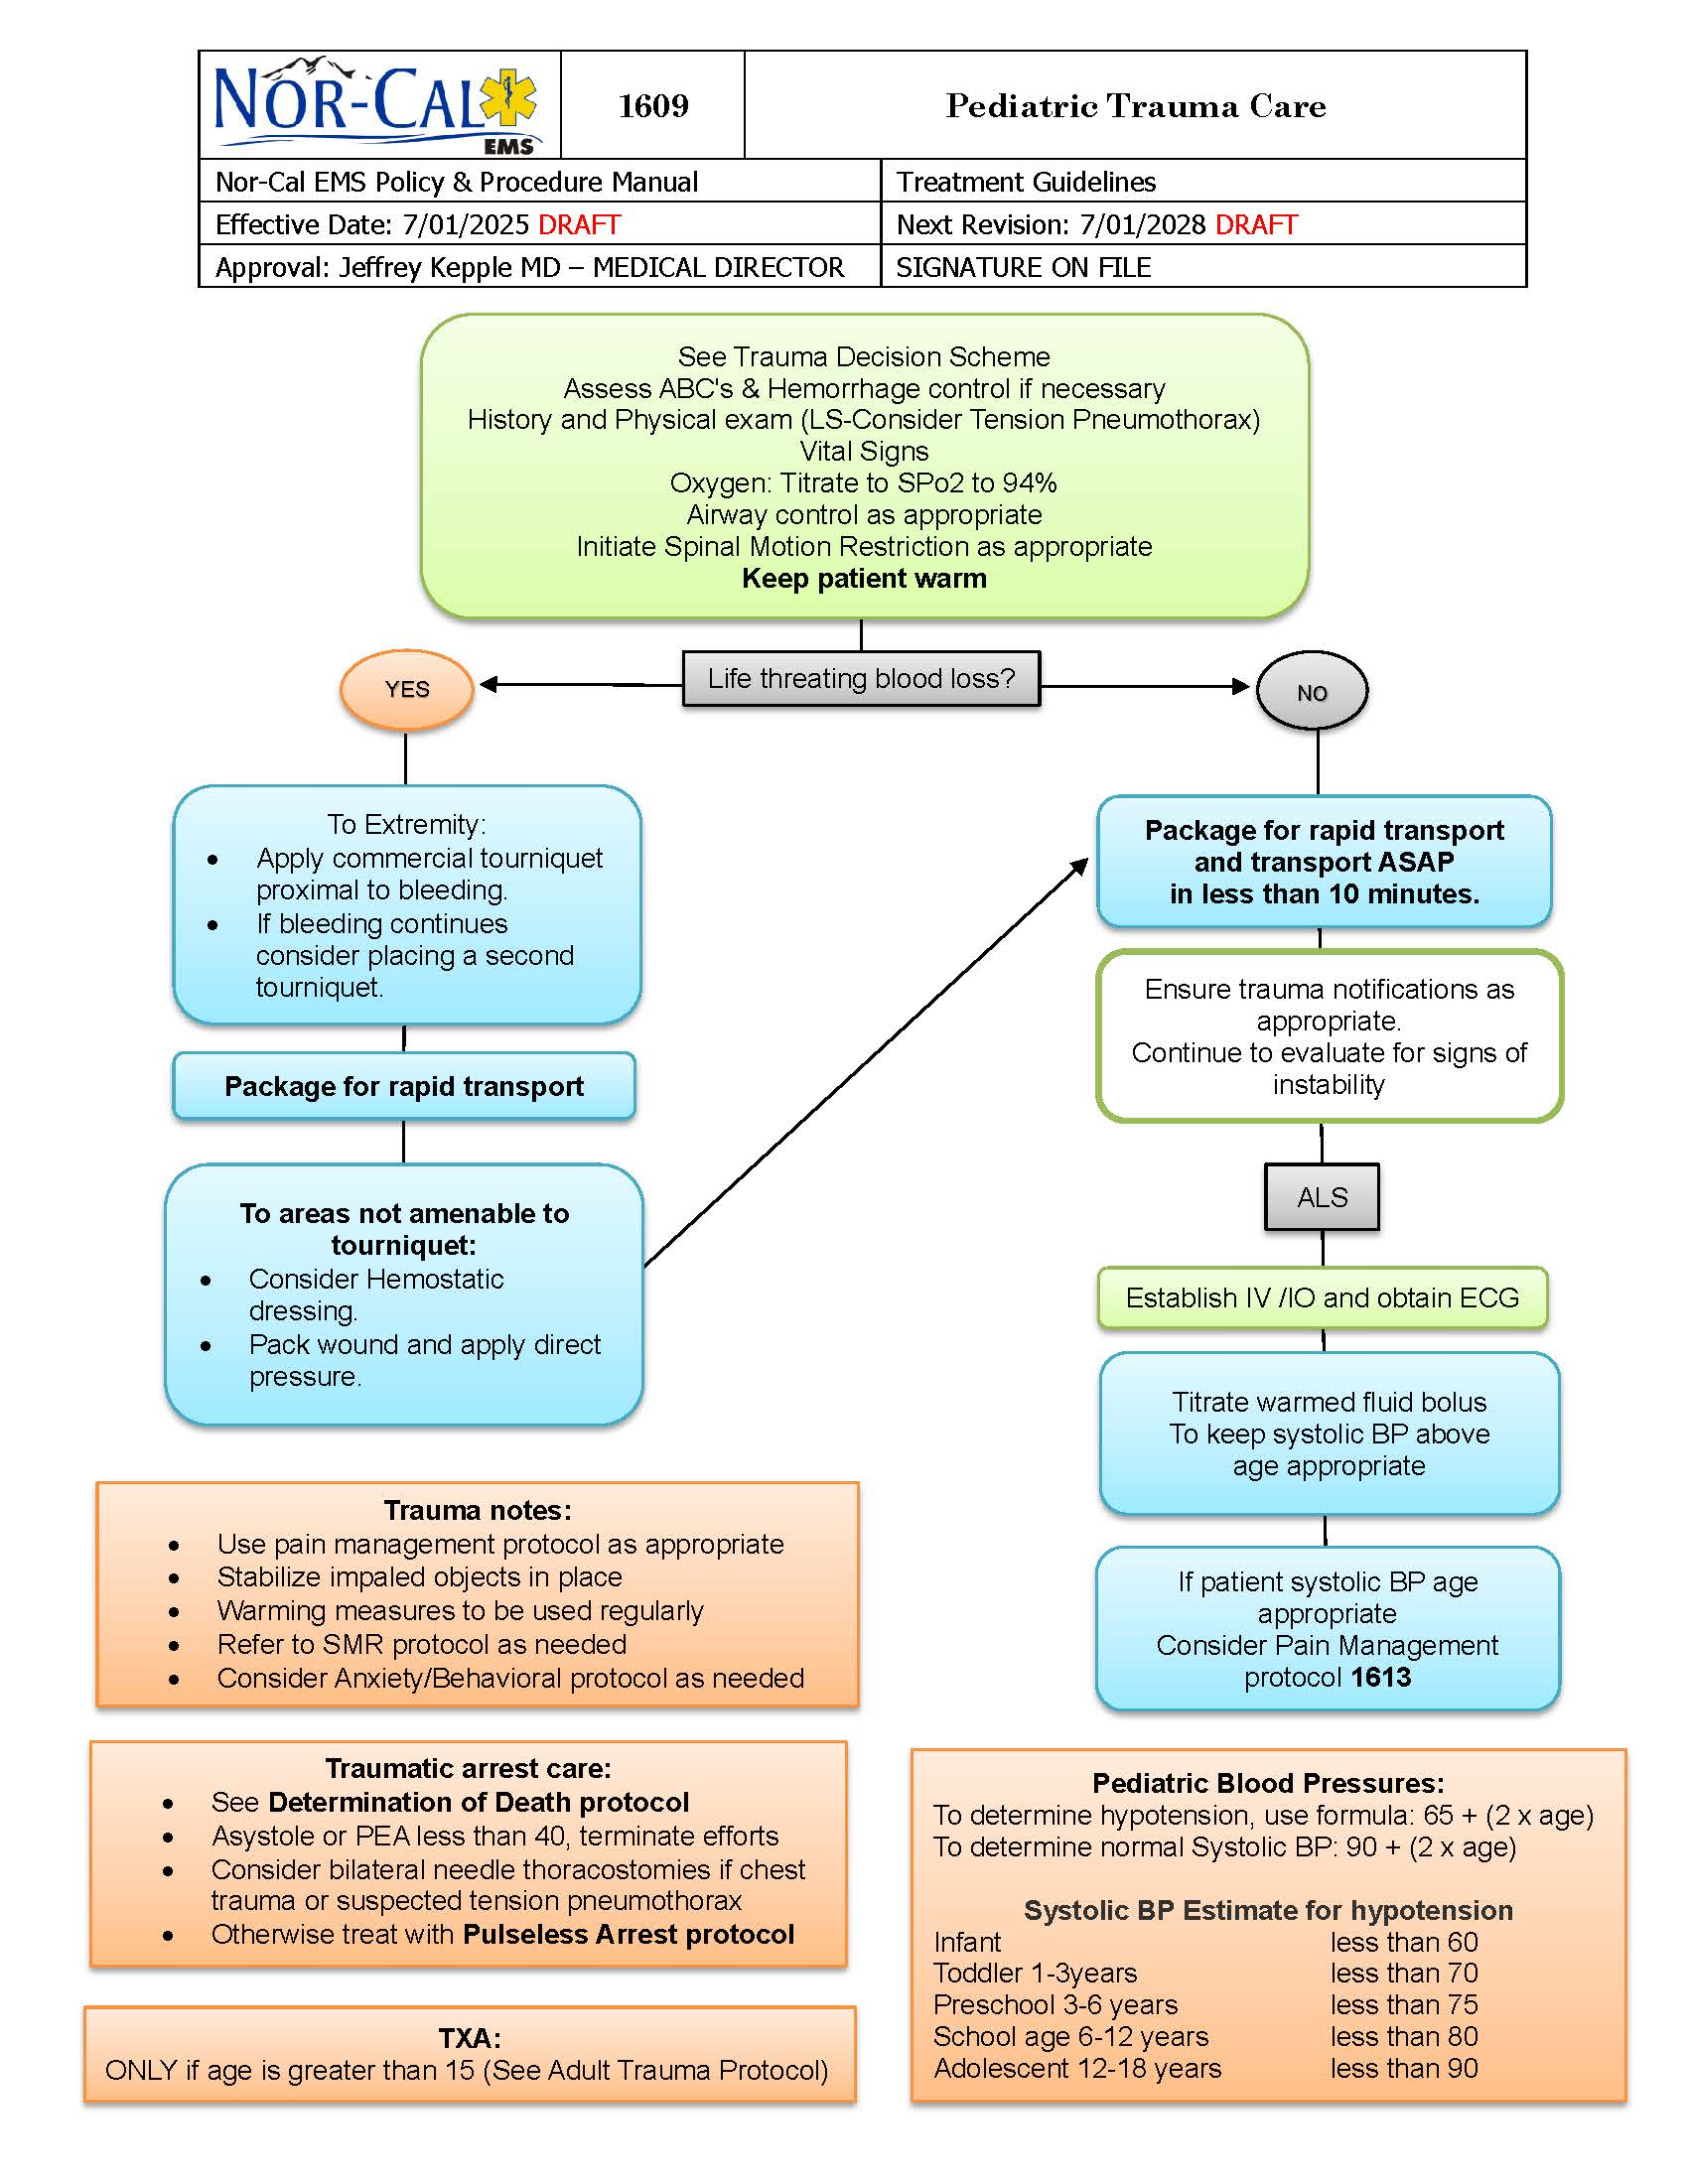 NOR-CAL
EMS
1609
Pediatric Trauma Care
Nor-Cal EMS Policy & Procedure Manual
Treatment Guidelines
Effective Date: 7/01/2025 DRAFT
Next Revision: 7/01/2028 DRAFT
Approval: Jeffrey Kepple MD – MEDICAL DIRECTOR
SIGNATURE ON FILE
See Trauma Decision Scheme
Assess ABC's & Hemorrhage control if necessary
History and Physical exam (LS-Consider Tension Pneumothorax)
Vital Signs
Oxygen: Titrate to SPo2 to 94%
Airway control as appropriate
Initiate Spinal Motion Restriction as appropriate
Keep patient warm
Life threating blood loss?
YES
NO
To Extremity:
• Apply commercial tourniquet
proximal to bleeding.
• If bleeding continues
consider placing a second
tourniquet.
Package for rapid transport
To areas not amenable to
tourniquet:
• Consider Hemostatic
dressing.
• Pack wound and apply direct
pressure.
Package for rapid transport
and transport ASAP
in less than 10 minutes.
Ensure trauma notifications as
appropriate.
Continue to evaluate for signs of
instability
ALS
Establish IV /IO and obtain ECG
Titrate warmed fluid bolus
To keep systolic BP above
age appropriate
If patient systolic BP age
appropriate
Consider Pain Management
protocol 1613
Trauma notes:
• Use pain management protocol as appropriate
• Stabilize impaled objects in place
• Warming measures to be used regularly
• Refer to SMR protocol as needed
• Consider Anxiety/Behavioral protocol as needed
Traumatic arrest care:
• See Determination of Death protocol
• Asystole or PEA less than 40, terminate efforts
• Consider bilateral needle thoracostomies if chest
trauma or suspected tension pneumothorax
• Otherwise treat with Pulseless Arrest protocol
TXA:
ONLY if age is greater than 15 (See Adult Trauma Protocol)
Pediatric Blood Pressures:
To determine hypotension, use formula: 65 + (2 x age)
To determine normal Systolic BP: 90 + (2 x age)
Systolic BP Estimate for hypotension
Infant less than 60
Toddler 1-3years less than 70
Preschool 3-6 years less than 75
School age 6-12 years less than 80
Adolescent 12-18 years less than 90